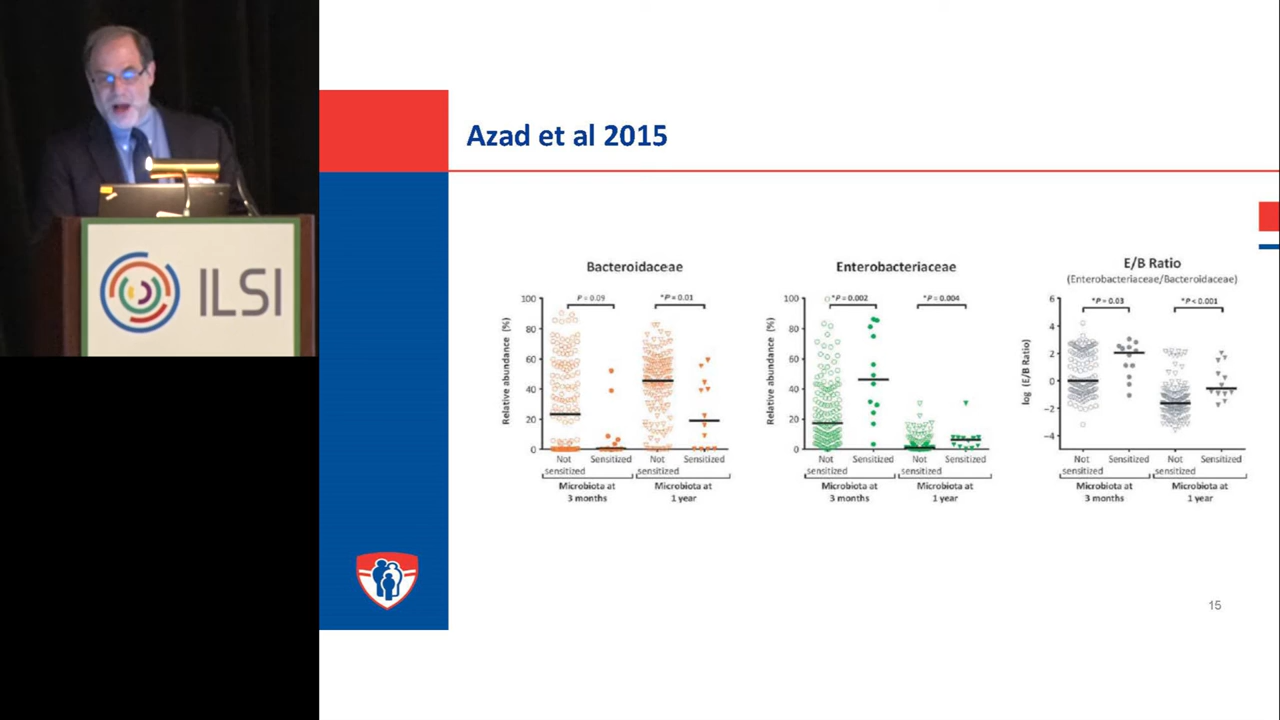 ILSI
Azad et al 2015
Bacteroidaceae
P = 0.09
*P = 0.01
Relative abundance (%)
100
80
60
40
20
0
Not
sensitized
Sensitized
Not
sensitized
Sensitized
Microbiota at
3 months
Microbiota at
1 year
Enterobacteriaceae
*P = 0.002
*P = 0.004
Relative abundance (%)
100
80
60
40
20
0
Not
sensitized
Sensitized
Not
sensitized
Sensitized
Microbiota at
3 months
Microbiota at
1 year
E/B Ratio
(Enterobacteriaceae/Bacteroidaceae)
*P = 0.03
*P < 0.001
log (E/B Ratio)
6
4
2
0
−2
−4
Not
sensitized
Sensitized
Not
sensitized
Sensitized
Microbiota at
3 months
Microbiota at
1 year
15